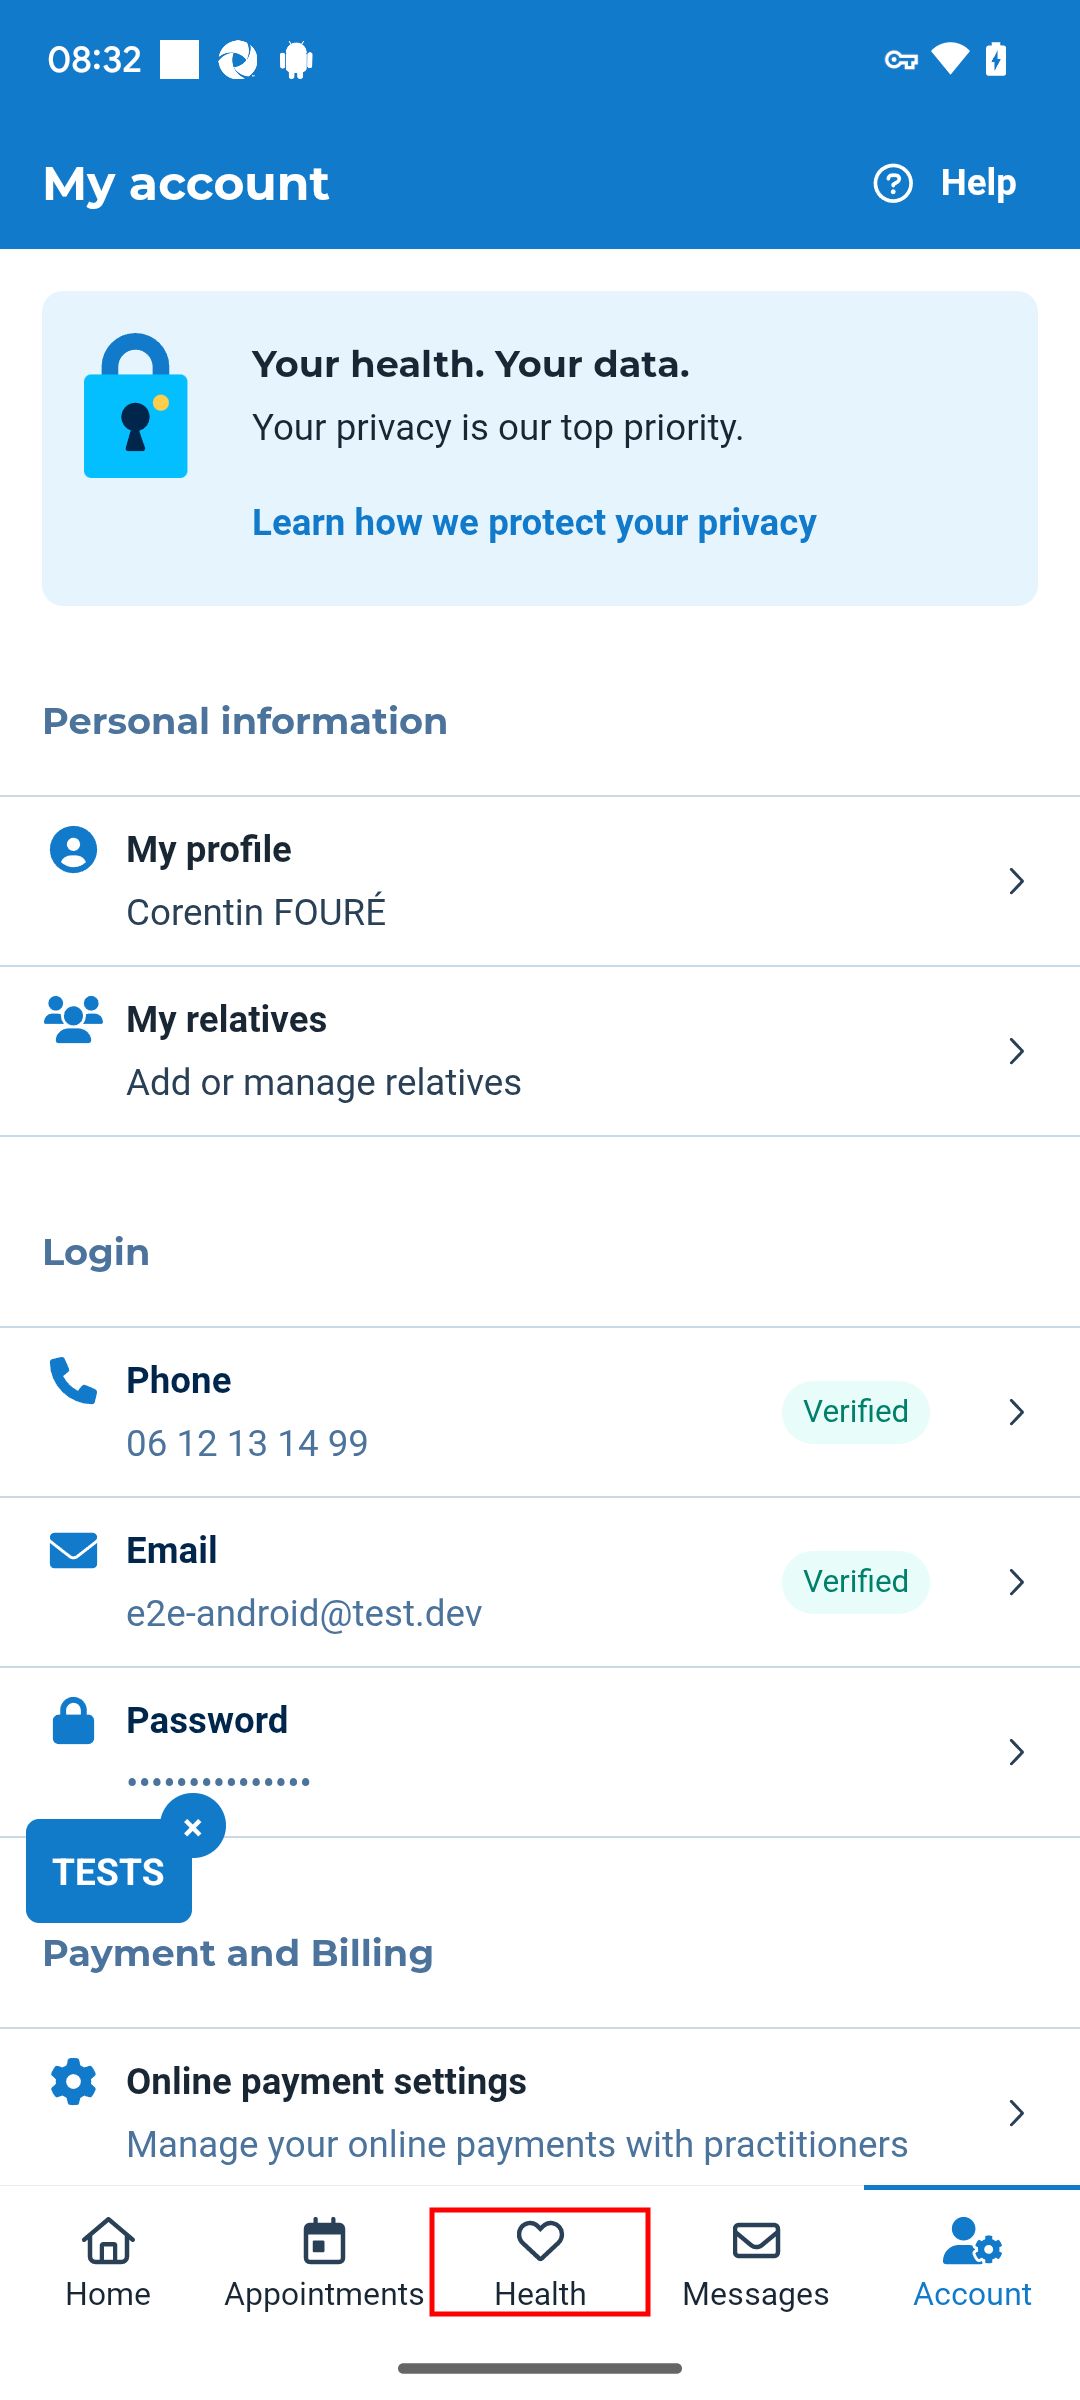 08:32
My account
Help
Your health. Your data.
Your privacy is our top priority.
Learn how we protect your privacy
Personal information
My profile
Corentin FOURÉ
My relatives
Add or manage relatives
Login
Phone
06 12 13 14 99
Verified
Email
e2e-android@test.dev
Verified
Password
•••••••••••••••
TESTS
Payment and Billing
Online payment settings
Manage your online payments with practitioners
Home
Appointments
Health
Messages
Account